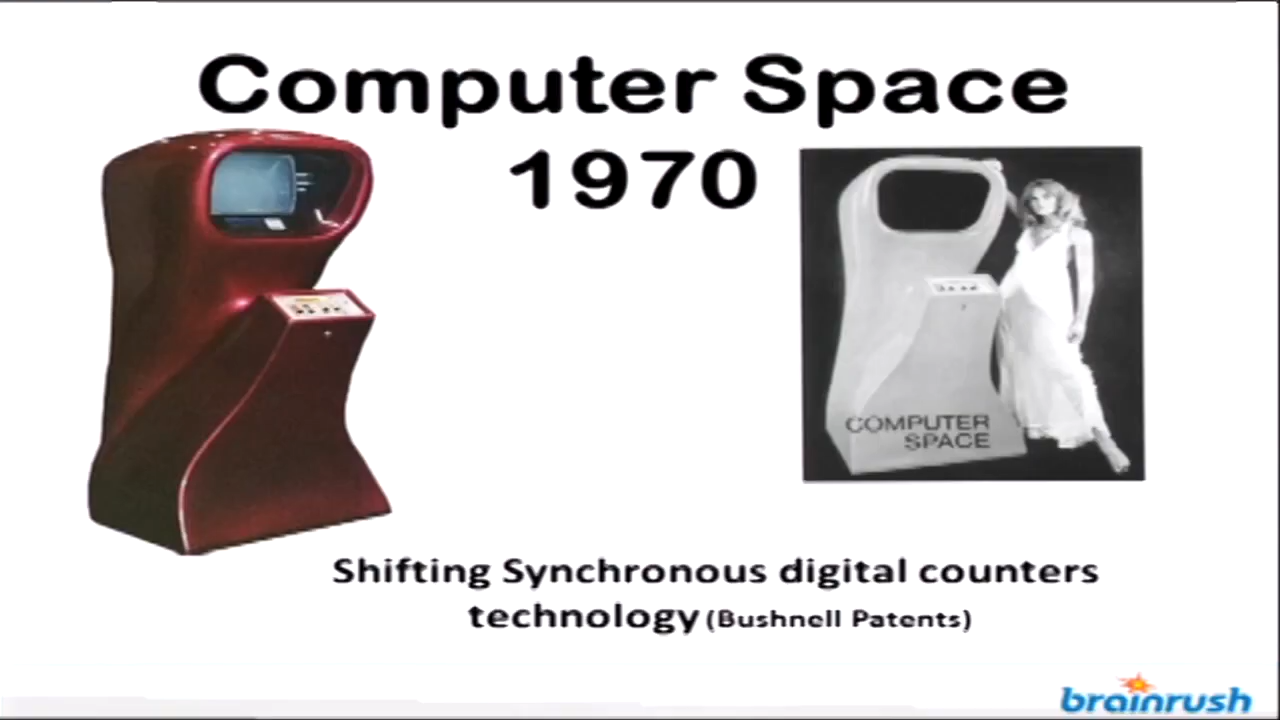 Computer Space
1970
COMPUTER
SPACE
Shifting Synchronous digital counters
technology (Bushnell Patents)
brainrush